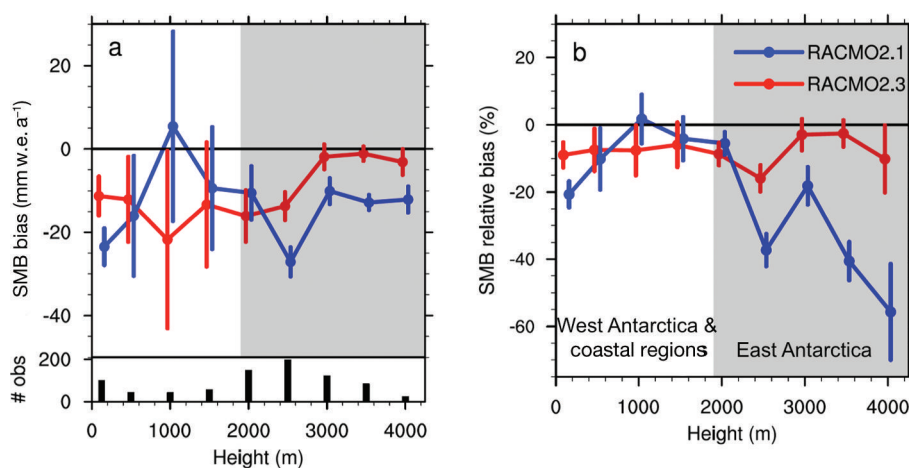 a
20
0
-20
-40
SMB bias (mm w.e. a⁻¹)
200
0
# obs
0 1000 2000 3000 4000
Height (m)
b
RACMO2.1
RACMO2.3
20
0
-20
-40
-60
SMB relative bias (%)
West Antarctica &
coastal regions
East Antarctica
0 1000 2000 3000 4000
Height (m)